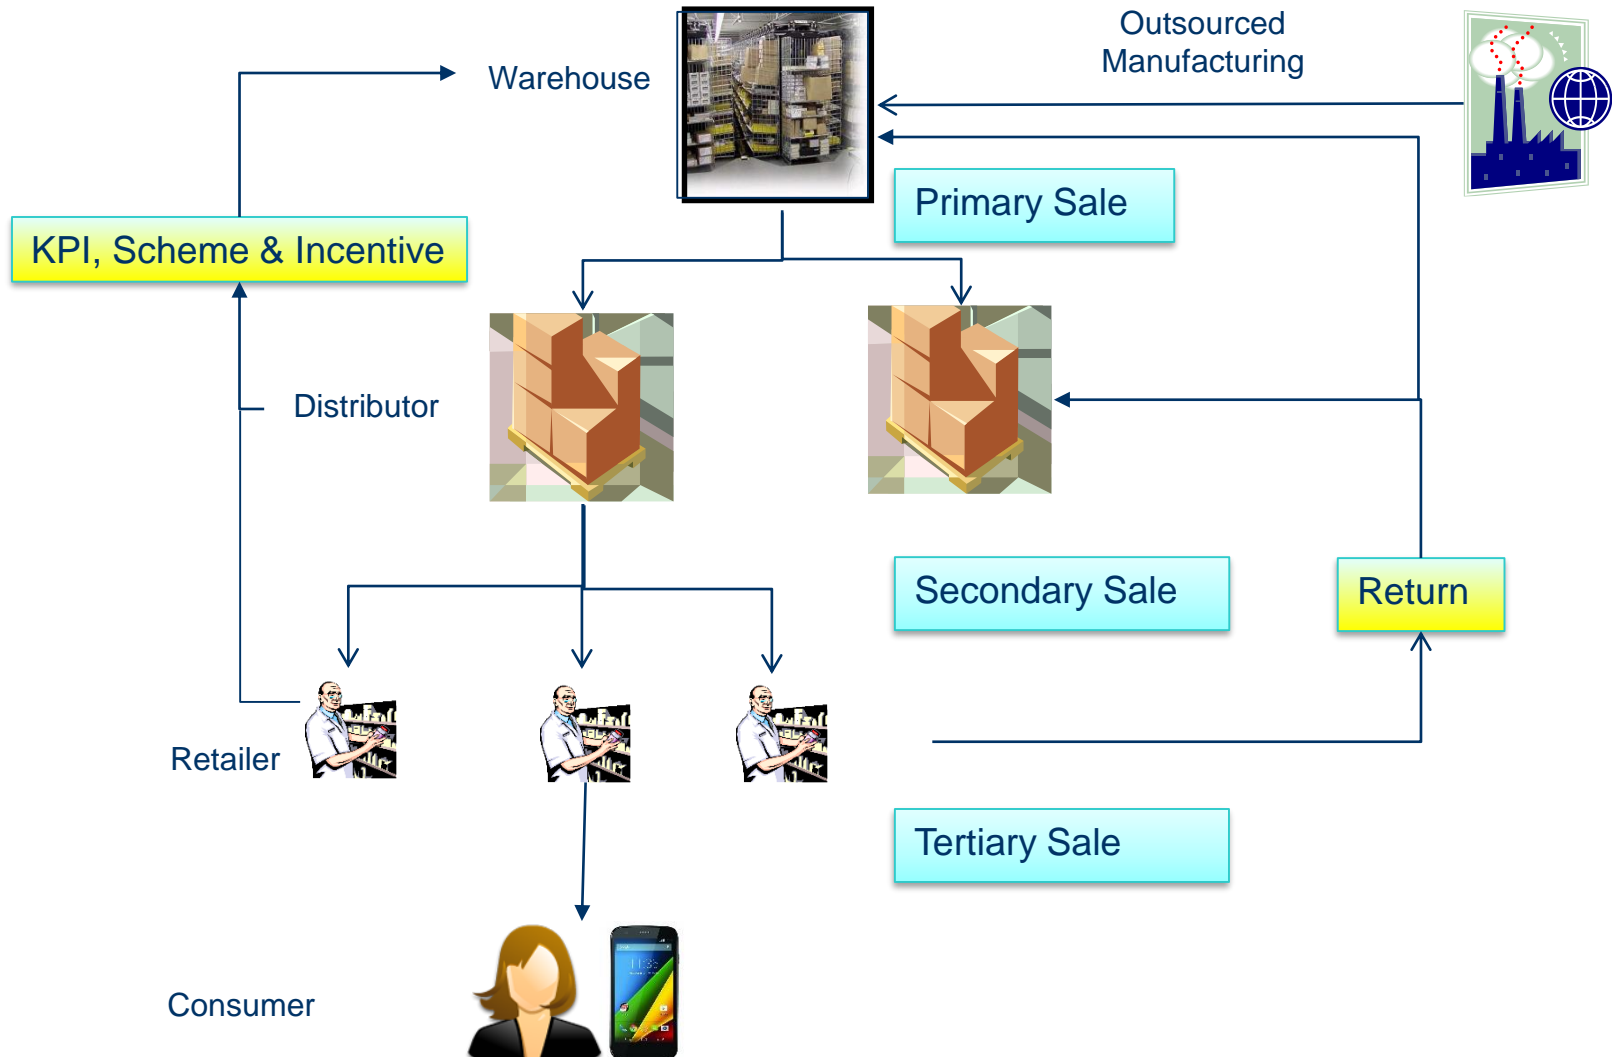 Outsourced
Manufacturing
Warehouse
Primary Sale
KPI, Scheme & Incentive
Distributor
Secondary Sale
Return
Retailer
Tertiary Sale
Consumer